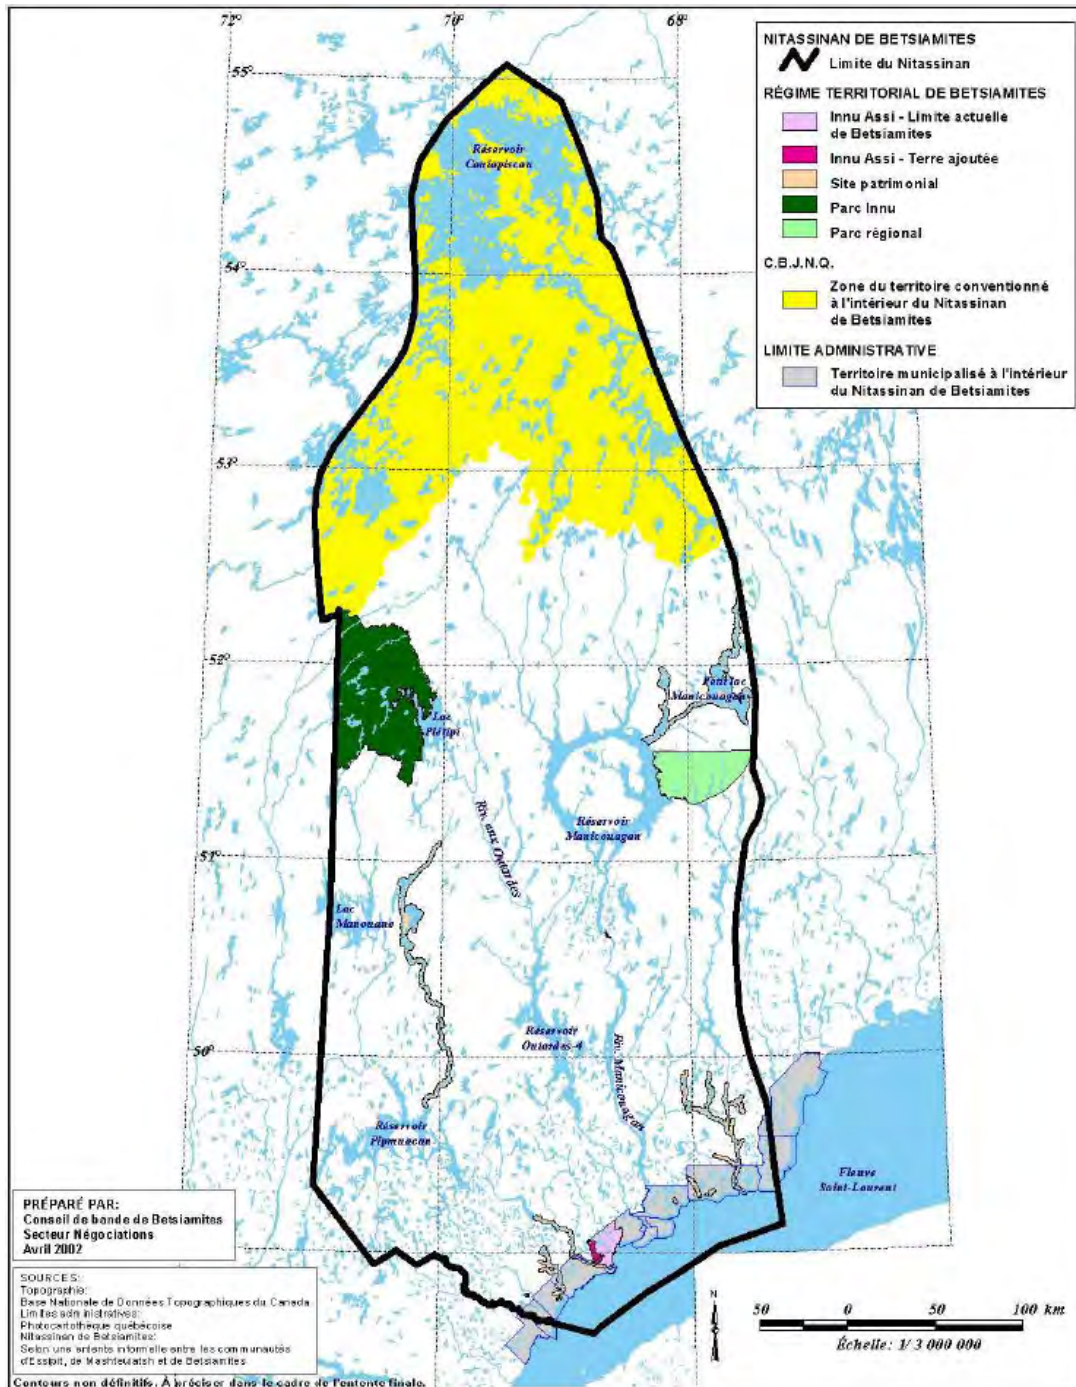 72°
70°
68°
55°
54°
53°
52°
51°
50°
NITASSINAN DE BETSIAMITES
Limite du Nitassinan
RÉGIME TERRITORIAL DE BETSIAMITES
Innu Assi - Limite actuelle
de Betsiamites
Innu Assi - Terre ajoutée
Site patrimonial
Parc Innu
Parc régional
C.B.J.N.Q.
Zone du territoire conventionné
à l'intérieur du Nitassinan
de Betsiamites
LIMITE ADMINISTRATIVE
Territoire municipalisé à l'intérieur
du Nitassinan de Betsiamites
Réservoir
Caniapiscau
Petit lac
Manicouagan
Lac
Plétipi
Réservoir
Manicouagan
Riv. aux Outardes
Lac
Manouane
Réservoir
Outardes-4
Riv. Manicouagan
Réservoir
Pipmuacan
Fleuve
Saint-Laurent
PRÉPARÉ PAR:
Conseil de bande de Betsiamites
Secteur Négociations
Avril 2002
SOURCES:
Topographie:
Base Nationale de Données Topographiques du Canada
Limites administratives:
Photocartothèque québécoise
Nitassinan de Betsiamites:
Selon une entente informelle entre les communautés
d'Essipit, de Mashteuiatsh et de Betsiamites
Contours non définitifs. À préciser dans le cadre de l'entente finale.
N
50 0 50 100 km
Échelle: 1/ 3 000 000